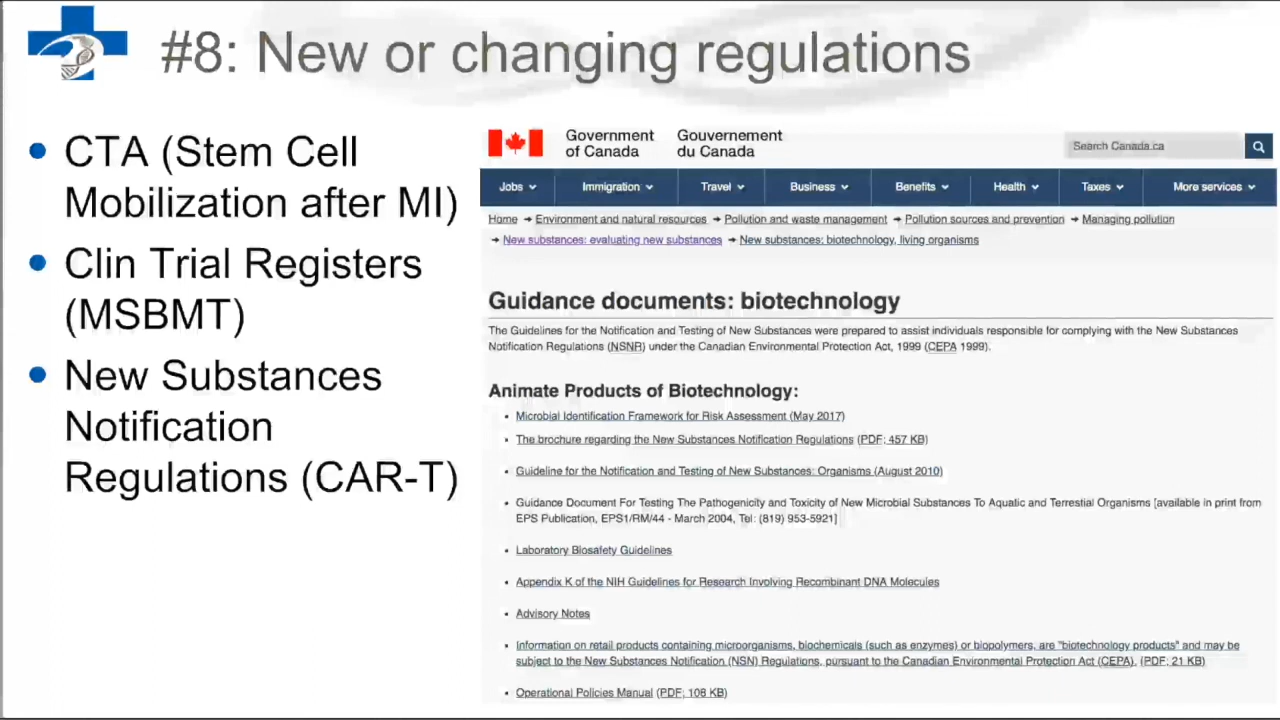 #8: New or changing regulations
• CTA (Stem Cell
Mobilization after MI)
• Clin Trial Registers
(MSBMT)
• New Substances
Notification
Regulations (CAR-T)
Government of Canada
Gouvernement du Canada
Search Canada.ca
Jobs Immigration Travel Business Benefits Health Taxes More services
Home → Environment and natural resources → Pollution and waste management → Pollution sources and prevention → Managing pollution
→ New substances: evaluating new substances → New substances: biotechnology, living organisms
Guidance documents: biotechnology
The Guidelines for the Notification and Testing of New Substances were prepared to assist individuals responsible for complying with the New Substances
Notification Regulations (NSNR) under the Canadian Environmental Protection Act, 1999 (CEPA 1999).
Animate Products of Biotechnology:
• Microbial Identification Framework for Risk Assessment (May 2017)
• The brochure regarding the New Substances Notification Regulations (PDF; 457 KB)
• Guideline for the Notification and Testing of New Substances: Organisms (August 2010)
• Guidance Document For Testing The Pathogenicity and Toxicity of New Microbial Substances To Aquatic and Terrestial Organisms [available in print from
EPS Publication, EPS1/RM/44 - March 2004, Tel: (819) 953-5921]
• Laboratory Biosafety Guidelines
• Appendix K of the NIH Guidelines for Research Involving Recombinant DNA Molecules
• Advisory Notes
• Information on retail products containing microorganisms, biochemicals (such as enzymes) or biopolymers, are "biotechnology products" and may be
subject to the New Substances Notification (NSN) Regulations, pursuant to the Canadian Environmental Protection Act (CEPA), (PDF; 21 KB)
• Operational Policies Manual (PDF; 108 KB)